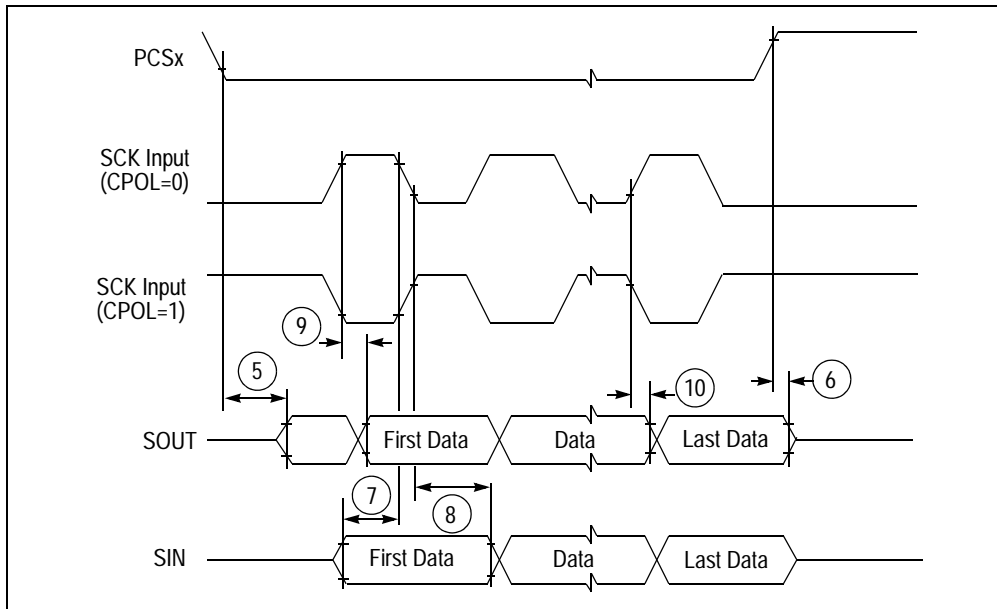 PCSx
SCK Input
(CPOL=0)
SCK Input
(CPOL=1)
9
5
10
6
SOUT
First Data
Data
Last Data
7
8
SIN
First Data
Data
Last Data